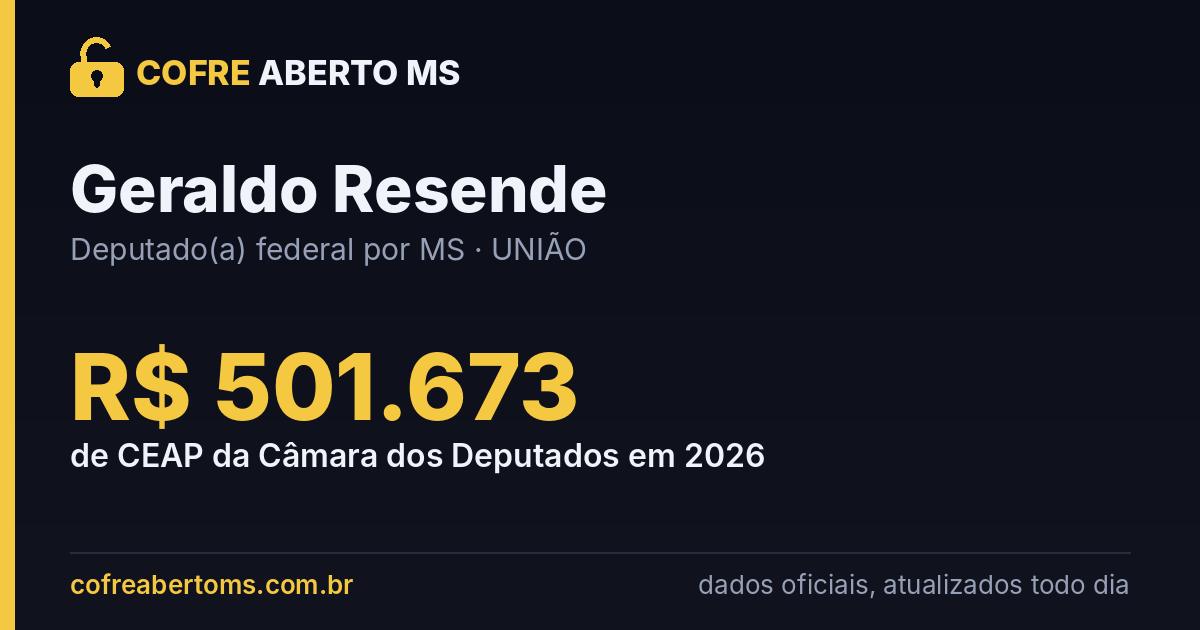 COFRE ABERTO MS
Geraldo Resende
Deputado(a) federal por MS · UNIÃO
R$ 501.673
de CEAP da Câmara dos Deputados em 2026
cofreabertoms.com.br
dados oficiais, atualizados todo dia